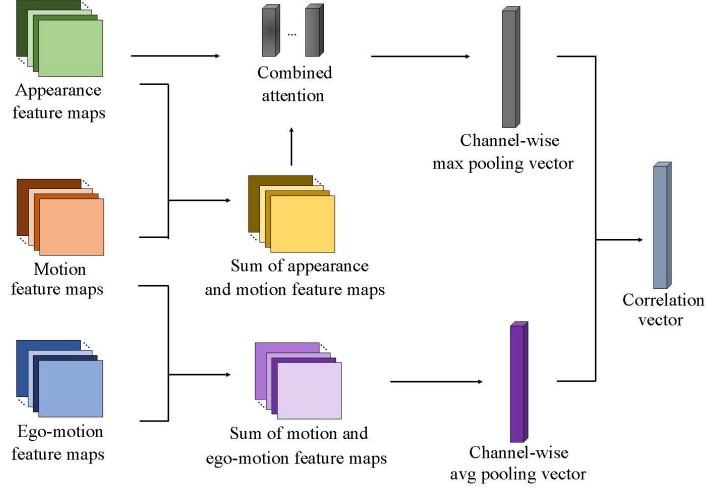 Appearance
feature maps
Combined
attention
Channel-wise
max pooling vector
Motion
feature maps
Sum of appearance
and motion feature maps
Correlation
vector
Ego-motion
feature maps
Sum of motion and
ego-motion feature maps
Channel-wise
avg pooling vector